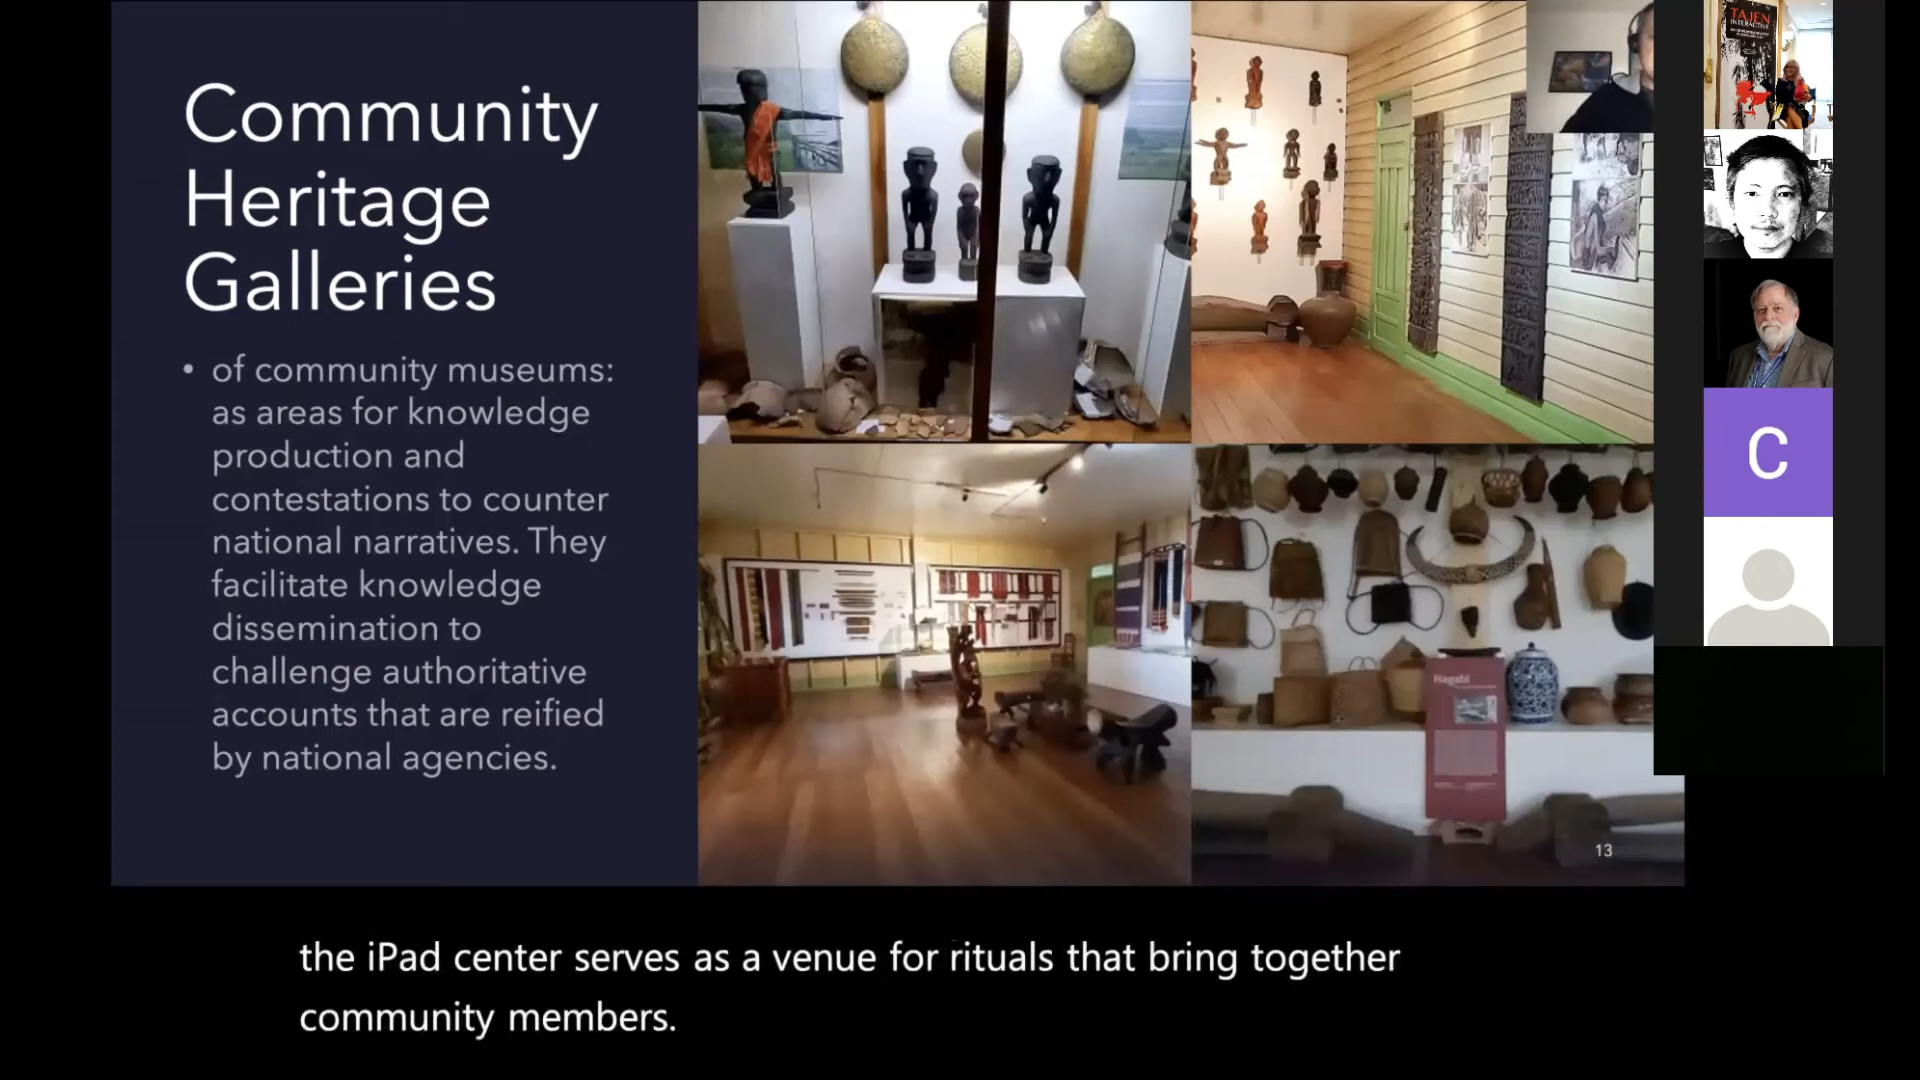 Community
Heritage
Galleries
• of community museums:
as areas for knowledge
production and
contestations to counter
national narratives. They
facilitate knowledge
dissemination to
challenge authoritative
accounts that are reified
by national agencies.
Hagabi
13
TAJEN
INTERACTIVE
C
the iPad center serves as a venue for rituals that bring together
community members.